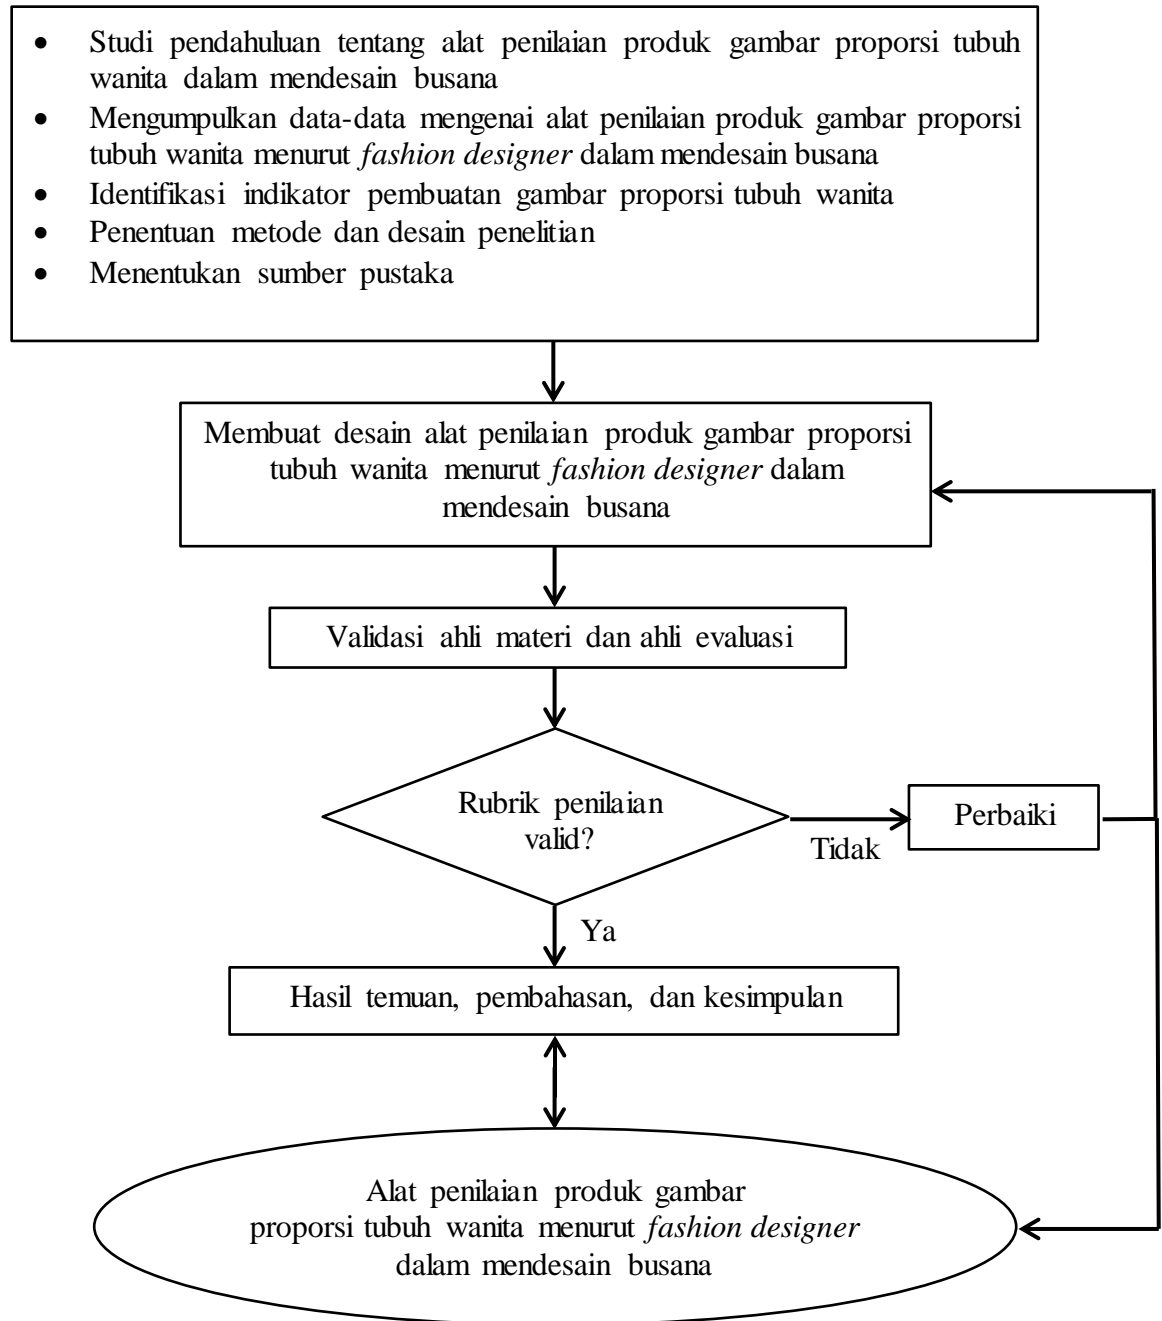 • Studi pendahuluan tentang alat penilaian produk gambar proporsi tubuh
wanita dalam mendesain busana
• Mengumpulkan data-data mengenai alat penilaian produk gambar proporsi
tubuh wanita menurut fashion designer dalam mendesain busana
• Identifikasi indikator pembuatan gambar proporsi tubuh wanita
• Penentuan metode dan desain penelitian
• Menentukan sumber pustaka
Membuat desain alat penilaian produk gambar proporsi
tubuh wanita menurut fashion designer dalam
mendesain busana
Validasi ahli materi dan ahli evaluasi
Rubrik penilaian
valid?
Tidak
Perbaiki
Ya
Hasil temuan, pembahasan, dan kesimpulan
Alat penilaian produk gambar
proporsi tubuh wanita menurut fashion designer
dalam mendesain busana